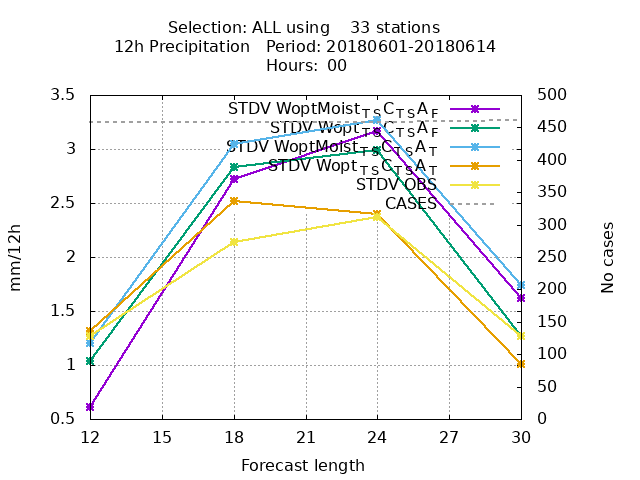 Selection: ALL using 33 stations
12h Precipitation Period: 20180601-20180614
Hours: 00
3.5
3
2.5
2
1.5
1
0.5
mm/12h
STDV WoptMoist_TS C_TS A_F
STDV Wopt_TS C_TS A_F
STDV WoptMoist_TS C_TS A_T
STDV Wopt_TS C_TS A_T
STDV OBS
CASES
500
450
400
350
300
250
200
150
100
50
0
No cases
12 15 18 21 24 27 30
Forecast length